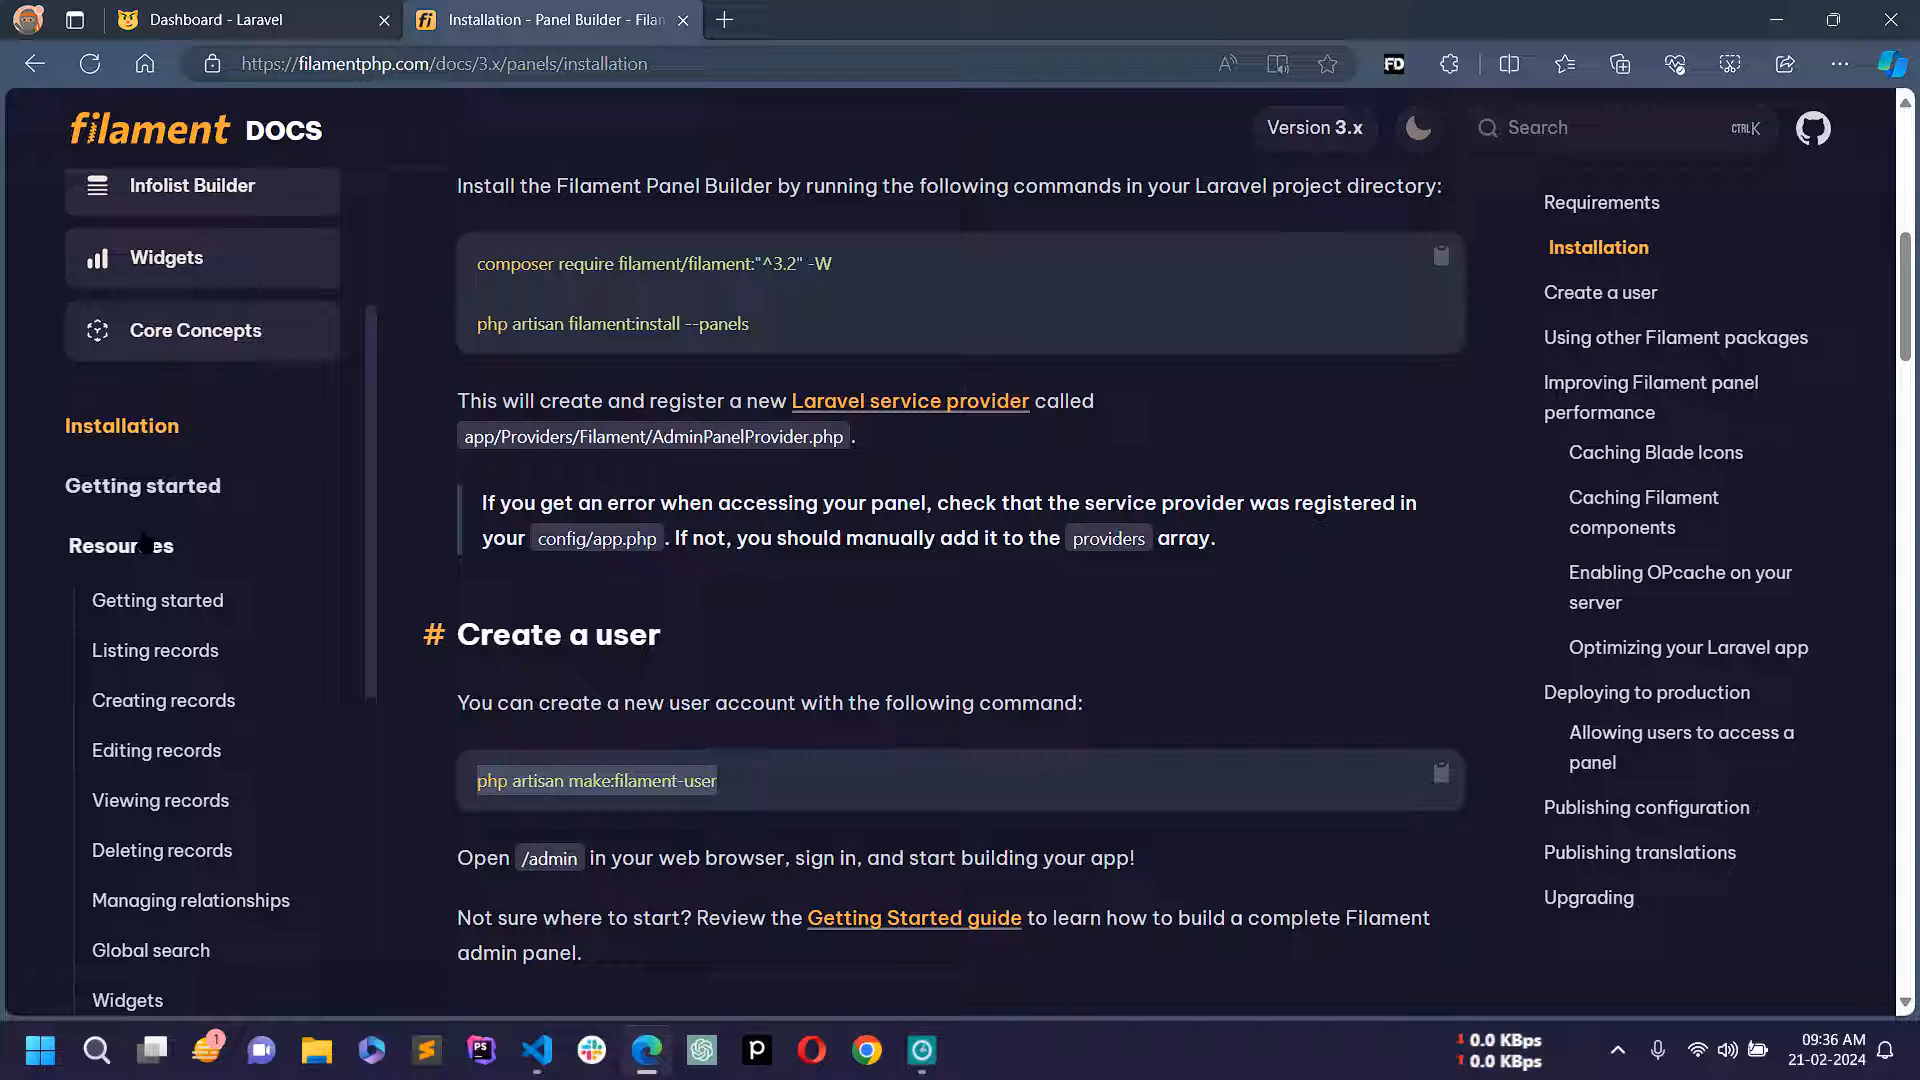 Dashboard - Laravel
Installation - Panel Builder - Filan
https://filamentphp.com/docs/3.x/panels/installation
FD
filament DOCS
Version 3.x
Search
CTRL K
Infolist Builder
Widgets
Core Concepts
Installation
Getting started
Resources
Getting started
Listing records
Creating records
Editing records
Viewing records
Deleting records
Managing relationships
Global search
Widgets
Install the Filament Panel Builder by running the following commands in your Laravel project directory:
composer require filament/filament:"^3.2" -W
php artisan filament:install --panels
This will create and register a new Laravel service provider called
app/Providers/Filament/AdminPanelProvider.php .
If you get an error when accessing your panel, check that the service provider was registered in
your config/app.php . If not, you should manually add it to the providers array.
# Create a user
You can create a new user account with the following command:
php artisan make:filament-user
Open /admin in your web browser, sign in, and start building your app!
Not sure where to start? Review the Getting Started guide to learn how to build a complete Filament
admin panel.
Requirements
Installation
Create a user
Using other Filament packages
Improving Filament panel
performance
Caching Blade Icons
Caching Filament
components
Enabling OPcache on your
server
Optimizing your Laravel app
Deploying to production
Allowing users to access a
panel
Publishing configuration
Publishing translations
Upgrading
1
PS
P
0.0 KBps
0.0 KBps
09:36 AM
21-02-2024